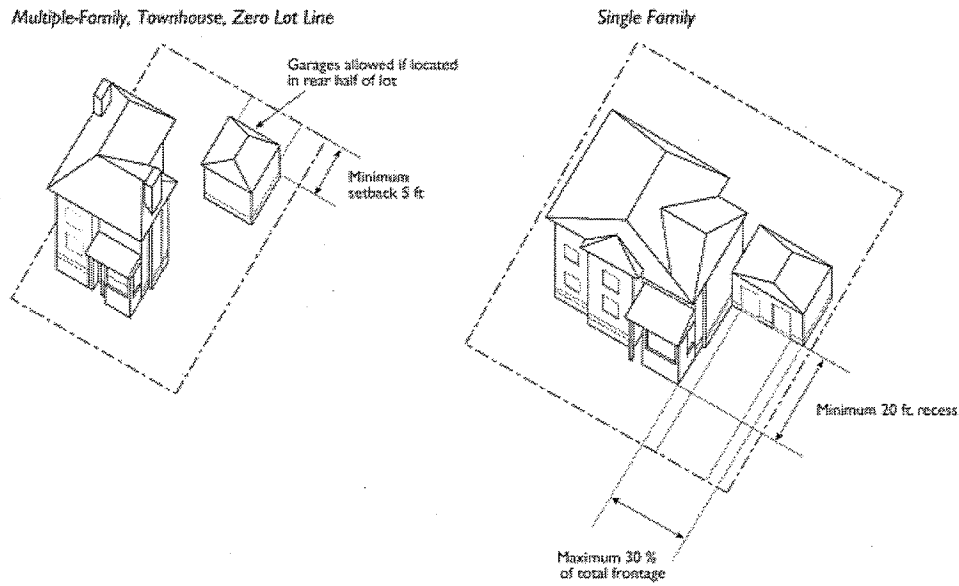 Multiple-Family, Townhouse, Zero Lot Line
Single Family
Garages allowed if located
in rear half of lot
Minimum
setback 5 ft
Minimum 20 ft. recess
Maximum 30 %
of total frontage